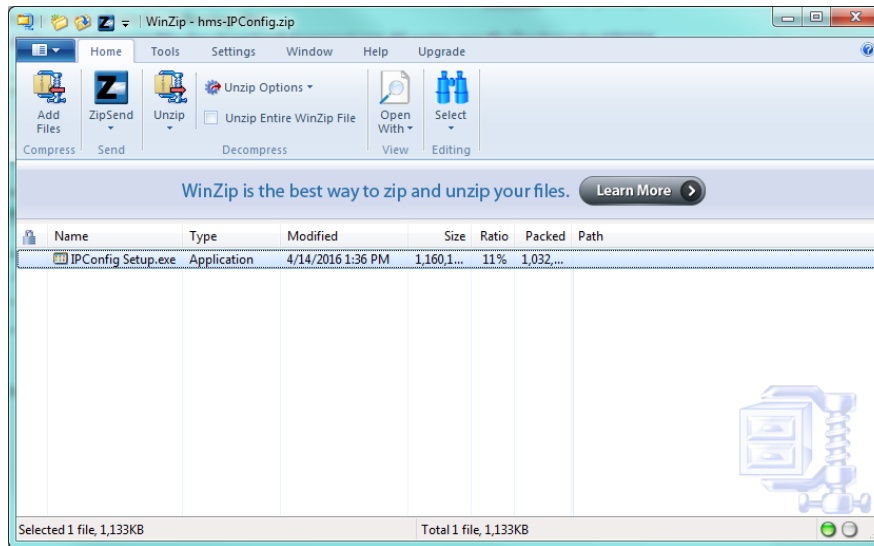 WinZip - hms-IPConfig.zip
Home Tools Settings Window Help Upgrade
Add Files
ZipSend
Unzip
Unzip Options
Unzip Entire WinZip File
Open With
Select
Compress Send Decompress View Editing
WinZip is the best way to zip and unzip your files. Learn More
Name Type Modified Size Ratio Packed Path
IPConfig Setup.exe Application 4/14/2016 1:36 PM 1,160,1... 11% 1,032,...
Selected 1 file, 1,133KB Total 1 file, 1,133KB